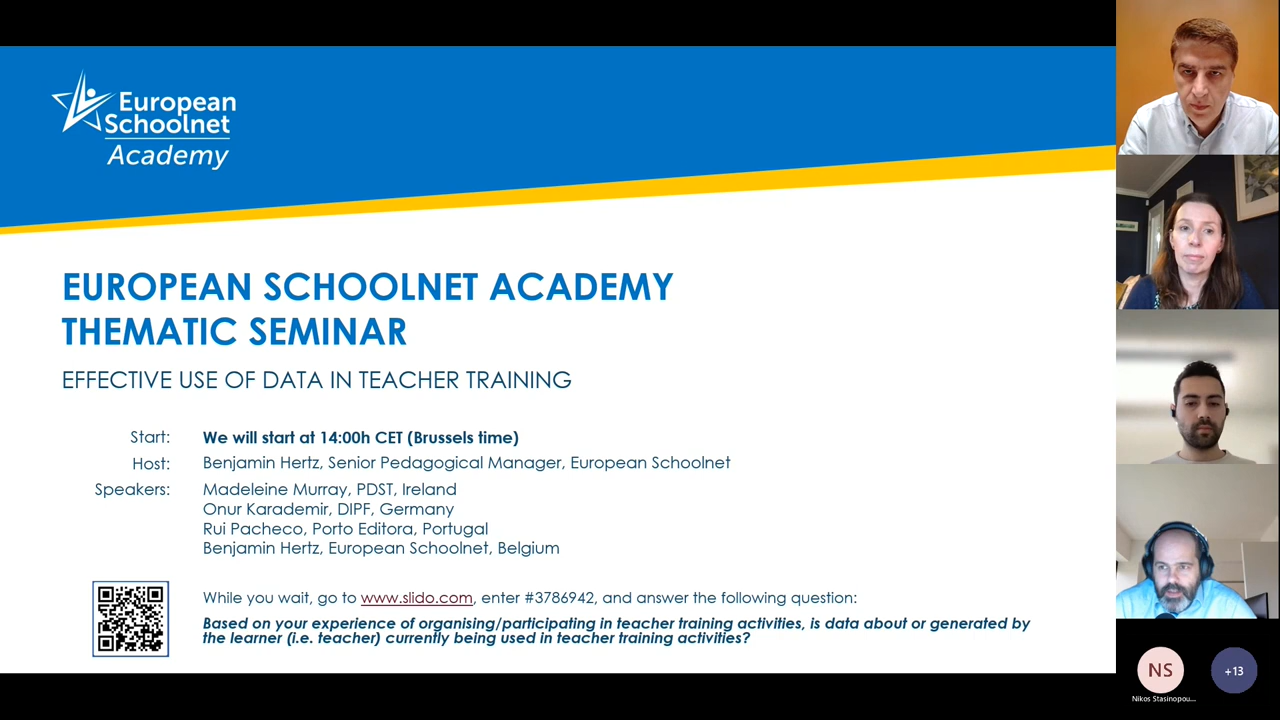 European
Schoolnet
Academy
EUROPEAN SCHOOLNET ACADEMY
THEMATIC SEMINAR
EFFECTIVE USE OF DATA IN TEACHER TRAINING
Start: We will start at 14:00h CET (Brussels time)
Host: Benjamin Hertz, Senior Pedagogical Manager, European Schoolnet
Speakers: Madeleine Murray, PDST, Ireland
Onur Karademir, DIPF, Germany
Rui Pacheco, Porto Editora, Portugal
Benjamin Hertz, European Schoolnet, Belgium
While you wait, go to www.slido.com, enter #3786942, and answer the following question:
Based on your experience of organising/participating in teacher training activities, is data about or generated by
the learner (i.e. teacher) currently being used in teacher training activities?
NS
+13
Nikos Stasinopou...